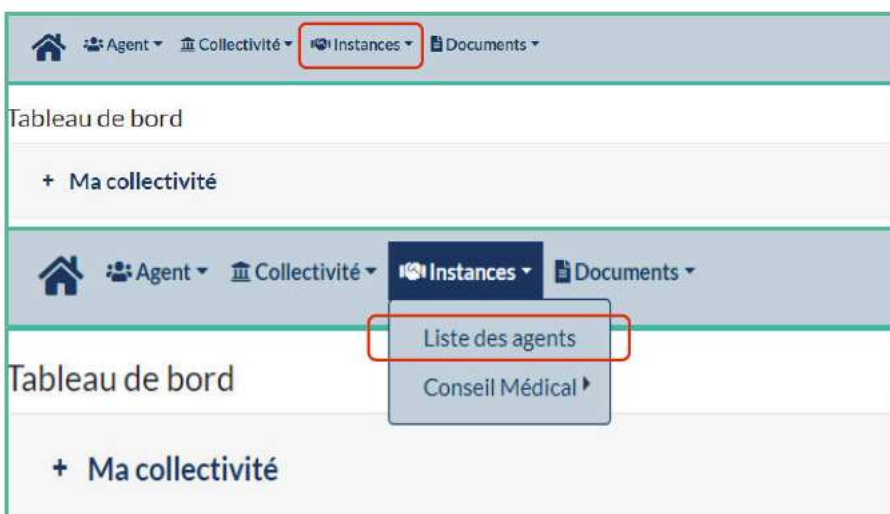 Agent Collectivité Instances Documents
Tableau de bord
+ Ma collectivité
Agent Collectivité Instances Documents
Liste des agents
Conseil Médical
Tableau de bord
+ Ma collectivité